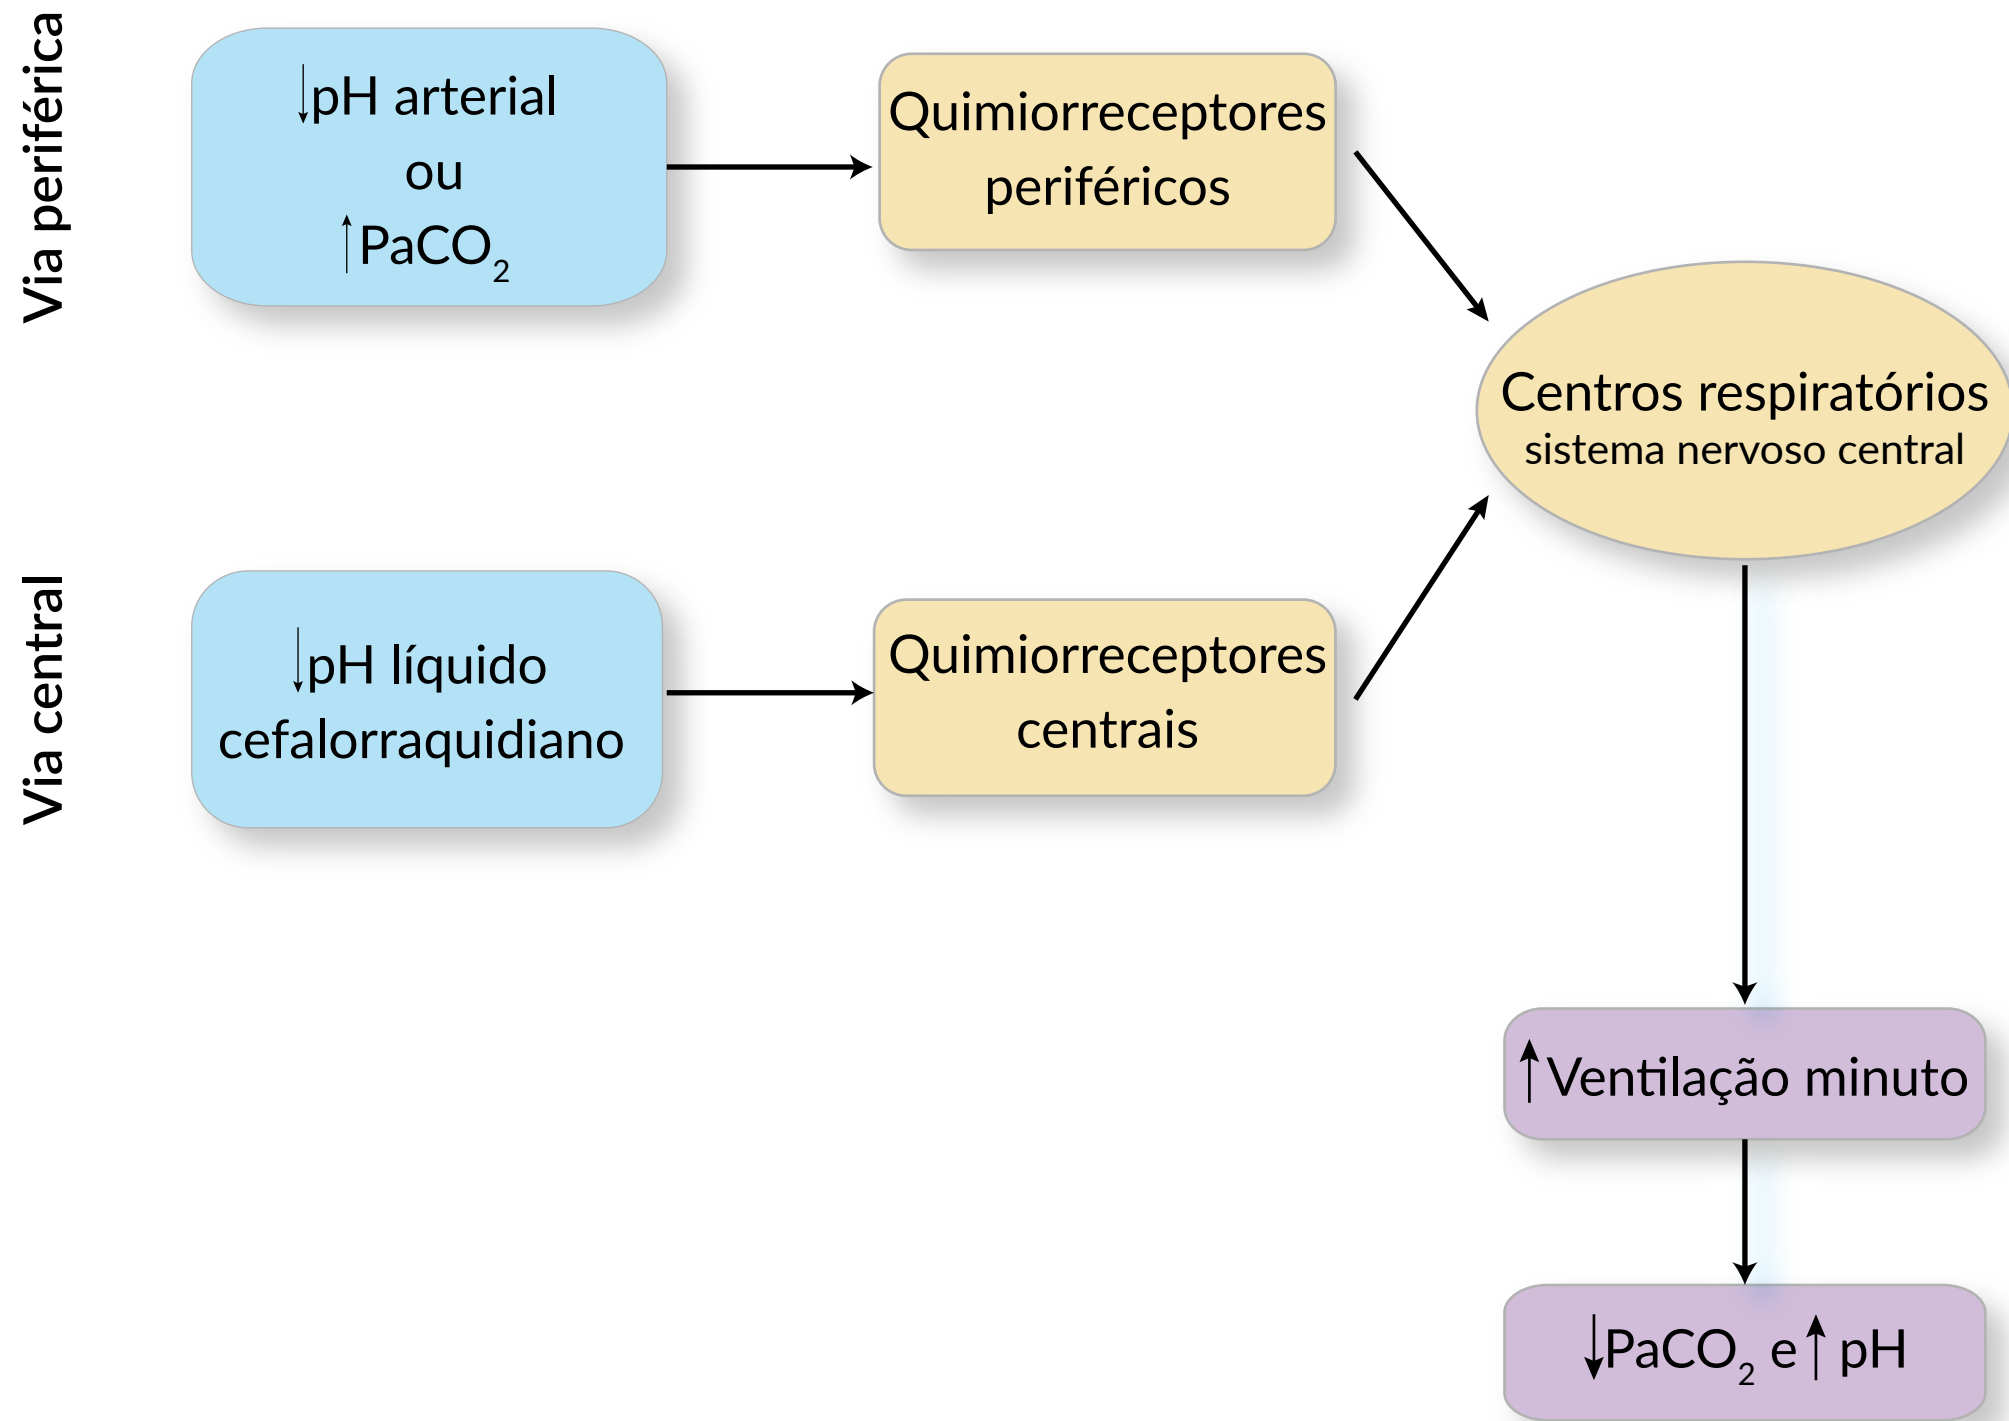 Via periférica
↓pH arterial
ou
↑PaCO₂
Quimiorreceptores
periféricos
Centros respiratórios
sistema nervoso central
Via central
↓pH líquido
cefalorraquidiano
Quimiorreceptores
centrais
↑Ventilação minuto
↓PaCO₂ e↑ pH